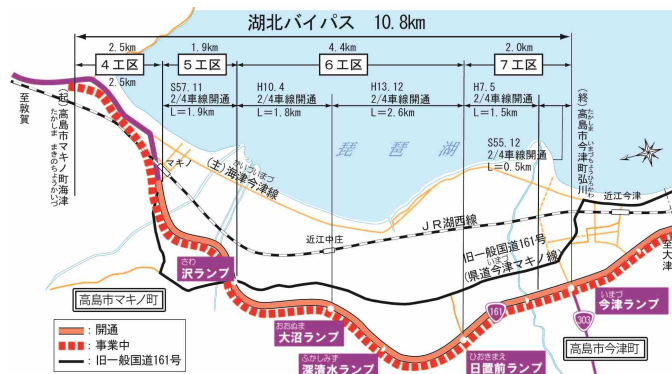 湖北バイパス 10.8km
2.5km
1.9km
4.4km
2.0km
4工区
5工区
6工区
7工区
2.5km
S57.11
2/4車線開通
L=1.9km
H10.4
2/4車線開通
L=1.8km
H13.12
2/4車線開通
L=2.6km
H7.5
2/4車線開通
L=1.5km
S55.12
2/4車線開通
L=0.5km
至敦賀
(起)高島市マキノ町海津
たかしま まきのちょうかいづ
(終)高島市今津町弘川
たかしま いまづちょうひろかわ
マキノ
かいづいまづ
(主)海津今津線
琵琶湖
近江中庄
JR湖西線
近江今津
旧一般国道161号
いまづ
(県道今津マキノ線)
至大津
さわ
沢ランプ
高島市マキノ町
おおぬま
大沼ランプ
ふかしみず
深清水ランプ
161
ひおきまえ
日置前ランプ
いまづ
今津ランプ
303
高島市今津町
:開通
:事業中
:旧一般国道161号